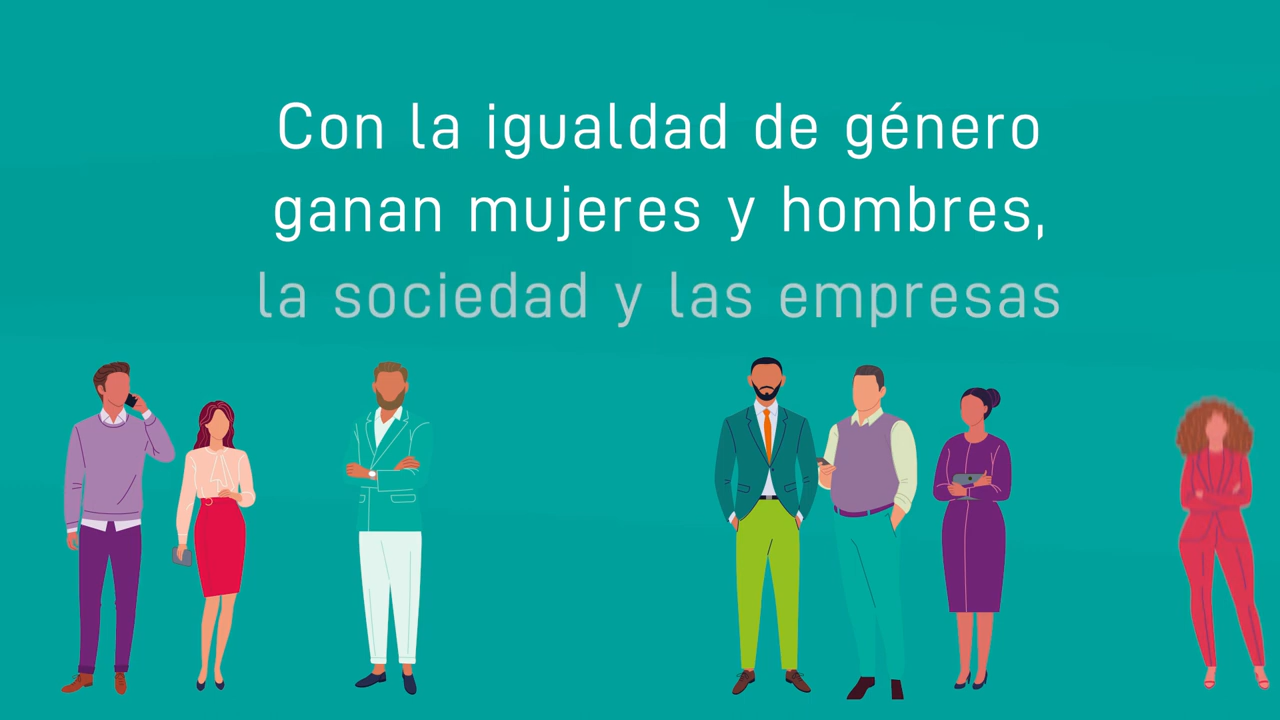 Con la igualdad de género
ganan mujeres y hombres,
la sociedad y las empresas